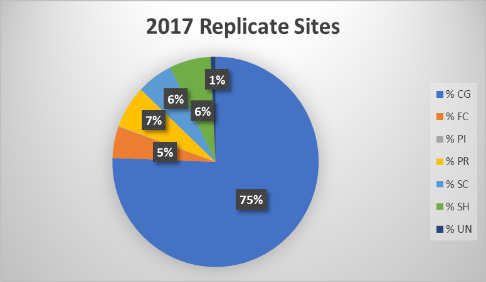 2017 Replicate Sites
1%
6%
6%
7%
5%
75%
% CG
% FC
% PI
% PR
% SC
% SH
% UN